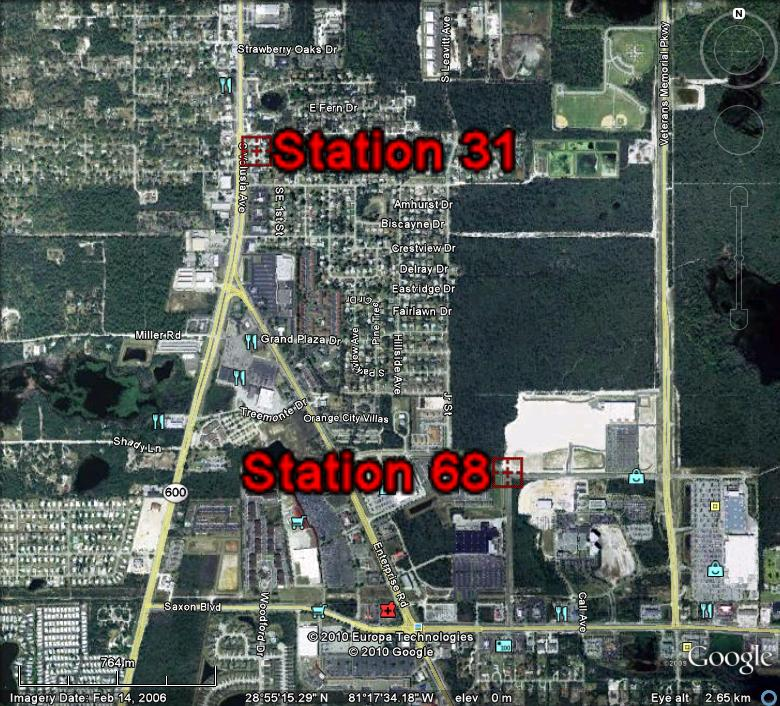 N
Strawberry Oaks Dr
S Leavitt Ave
Veterans Memorial Pkwy
E Fern Dr
Station 31
S Volusia Ave
S E 1st St
Amhurst Dr
Biscayne Dr
Crestview Dr
Delray Dr
Eastridge Dr
Fairlawn Dr
Pine Tree
Miller Rd
Grand Plaza Dr
Hillside Ave
S Park
Treemonte Dr
Orange City Villas
Jr St
Shady Ln
Station 68
600
Enterprise Rd
Saxon Blvd
Woodford Dr
Call Ave
© 2010 Europa Technologies
© 2010 Google
©2009 Google
764 m
Imagery Date: Feb 14, 2006
28°55'15.29" N 81°17'34.18" W elev 0 m
Eye alt 2.65 km